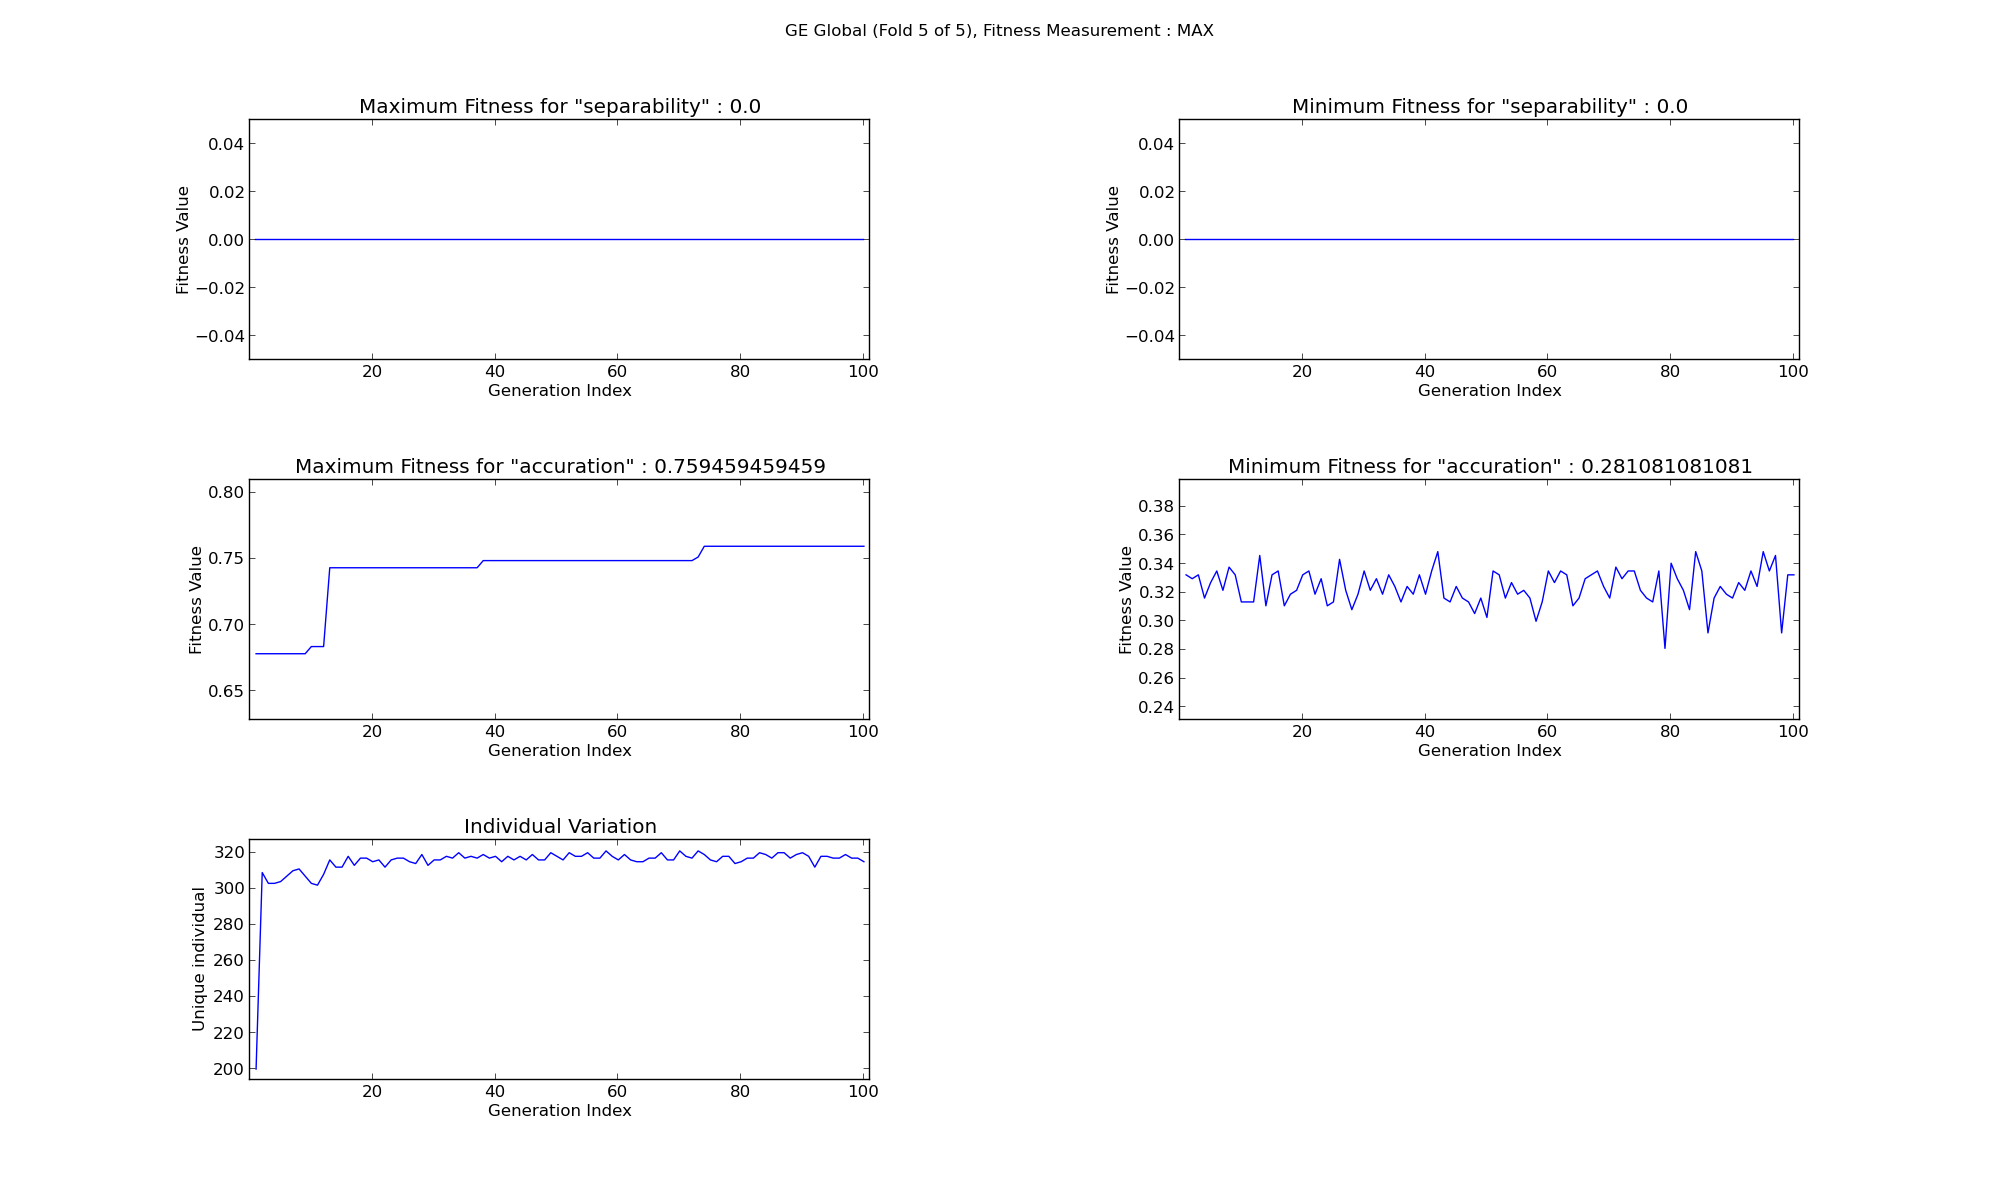 GE Global (Fold 5 of 5), Fitness Measurement : MAX
Maximum Fitness for "separability" : 0.0
Fitness Value
0.04
0.02
0.00
−0.02
−0.04
20 40 60 80 100
Generation Index
Minimum Fitness for "separability" : 0.0
Fitness Value
0.04
0.02
0.00
−0.02
−0.04
20 40 60 80 100
Generation Index
Maximum Fitness for "accuration" : 0.759459459459
Fitness Value
0.80
0.75
0.70
0.65
20 40 60 80 100
Generation Index
Minimum Fitness for "accuration" : 0.281081081081
Fitness Value
0.38
0.36
0.34
0.32
0.30
0.28
0.26
0.24
20 40 60 80 100
Generation Index
Individual Variation
Unique individual
320
300
280
260
240
220
200
20 40 60 80 100
Generation Index